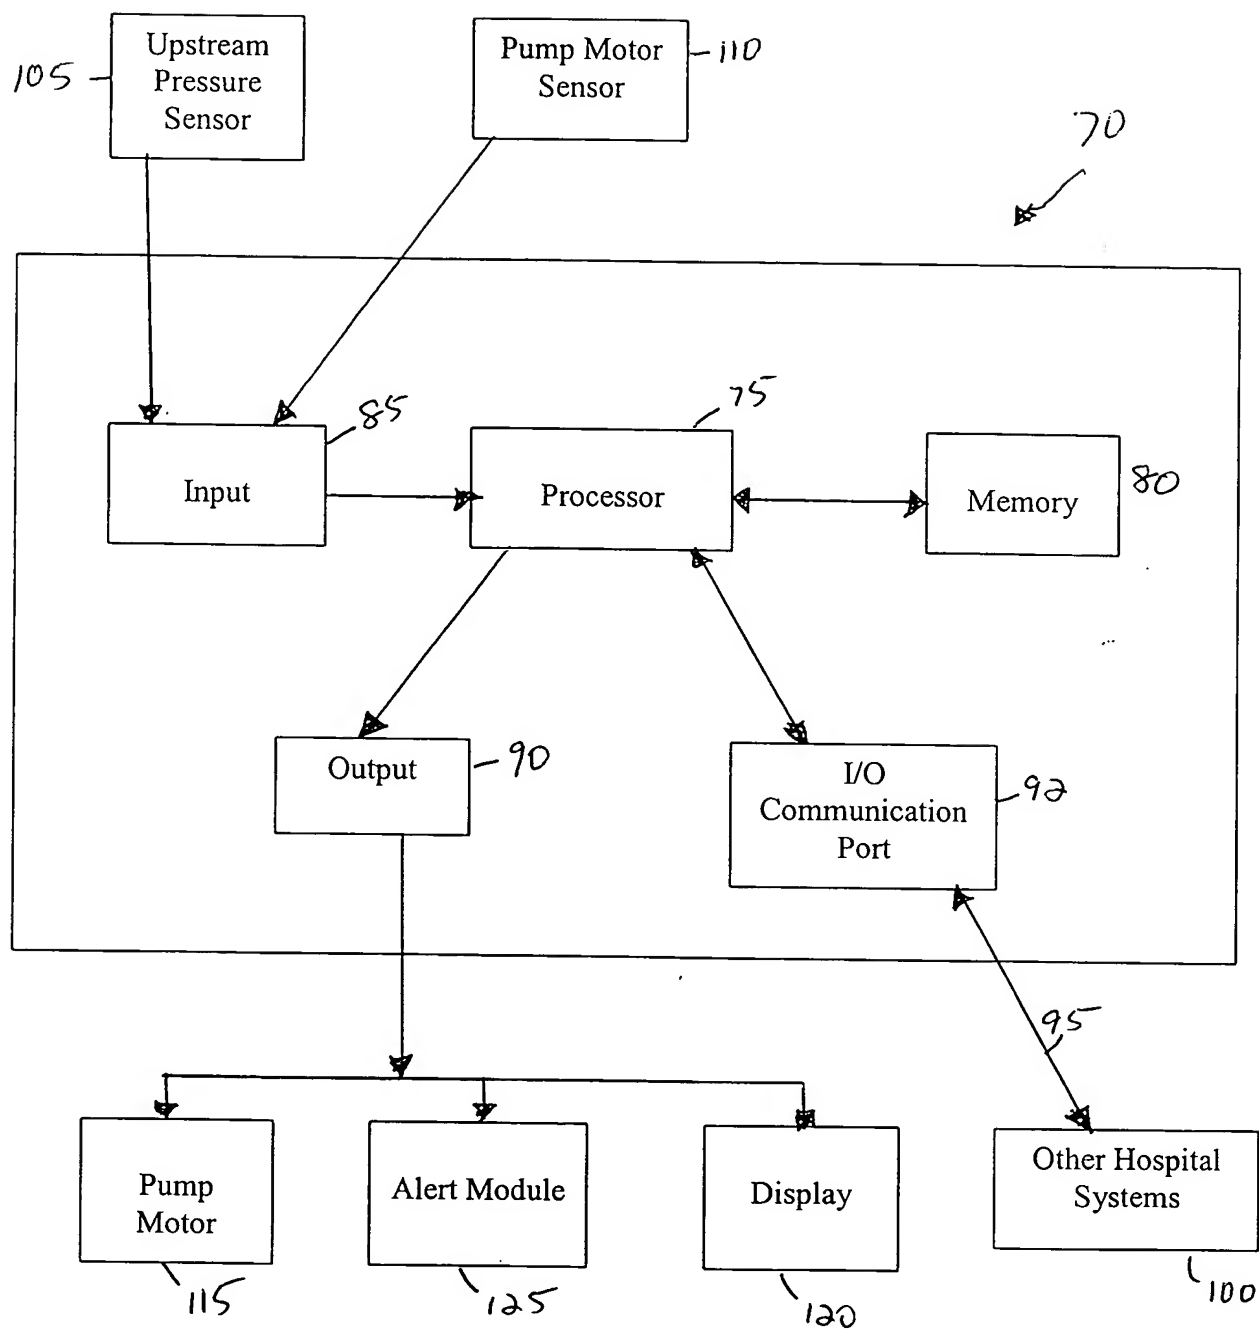 Upstream
Pressure
Sensor
105
Pump Motor
Sensor
110
70
Input
85
Processor
75
Memory
80
Output
90
I/O
Communication
Port
92
95
Pump
Motor
115
Alert Module
125
Display
120
Other Hospital
Systems
100